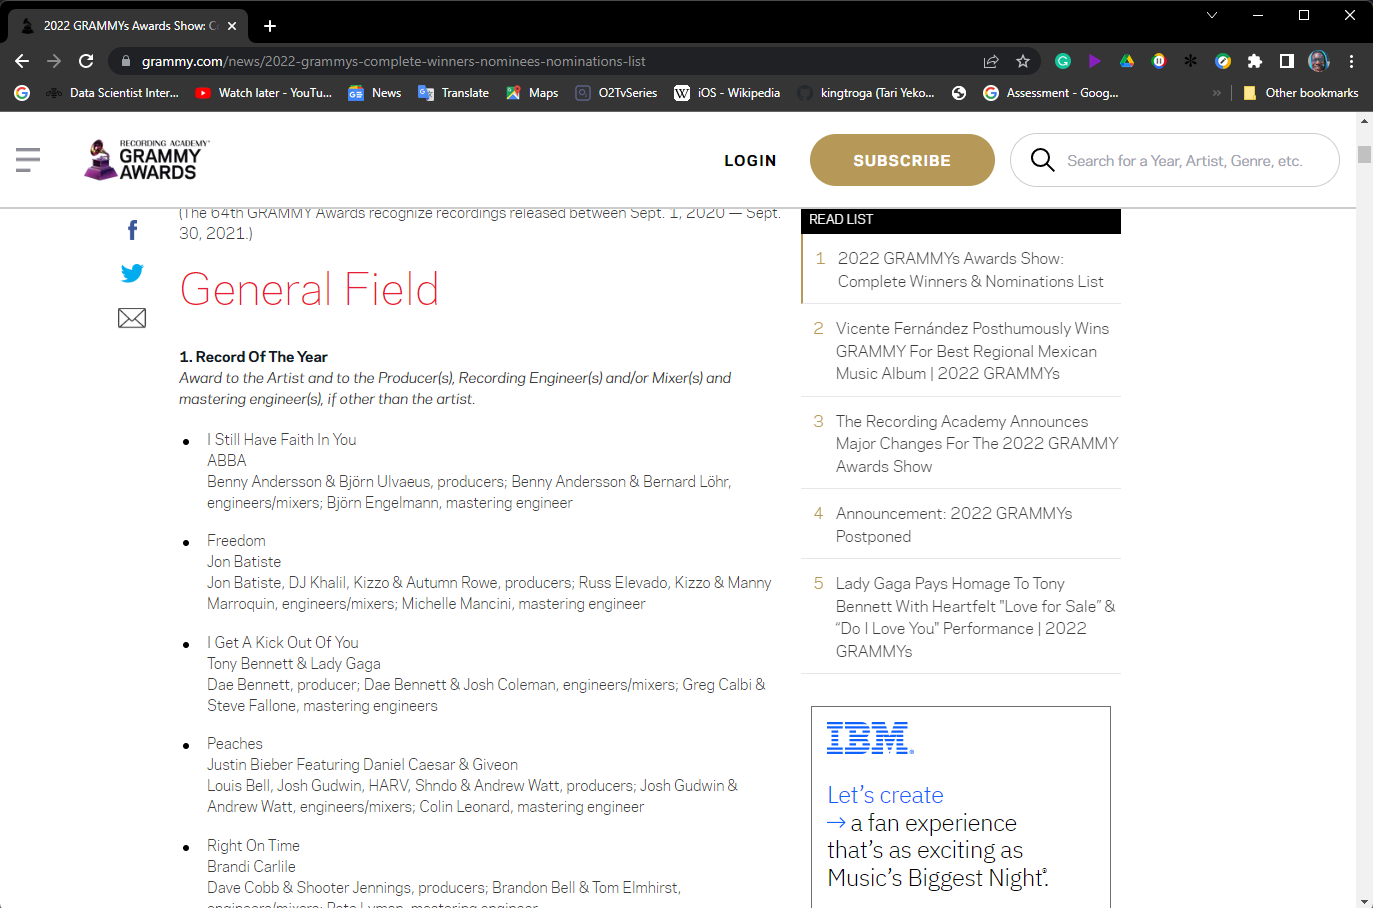 2022 GRAMMYs Awards Show: C
grammy.com/news/2022-grammys-complete-winners-nominees-nominations-list
Data Scientist Inter...
Watch later - YouTu...
News
Translate
Maps
O2TvSeries
iOS - Wikipedia
kingtroga (Tari Yeko...
Assessment - Goog...
Other bookmarks
RECORDING ACADEMY
GRAMMY
AWARDS
LOGIN
SUBSCRIBE
Search for a Year, Artist, Genre, etc.
(The 64th GRAMMY Awards recognize recordings released between Sept. 1, 2020 — Sept.
30, 2021.)
General Field
1. Record Of The Year
Award to the Artist and to the Producer(s), Recording Engineer(s) and/or Mixer(s) and
mastering engineer(s), if other than the artist.
I Still Have Faith In You
ABBA
Benny Andersson & Björn Ulvaeus, producers; Benny Andersson & Bernard Löhr,
engineers/mixers; Björn Engelmann, mastering engineer
Freedom
Jon Batiste
Jon Batiste, DJ Khalil, Kizzo & Autumn Rowe, producers; Russ Elevado, Kizzo & Manny
Marroquin, engineers/mixers; Michelle Mancini, mastering engineer
I Get A Kick Out Of You
Tony Bennett & Lady Gaga
Dae Bennett, producer; Dae Bennett & Josh Coleman, engineers/mixers; Greg Calbi &
Steve Fallone, mastering engineers
Peaches
Justin Bieber Featuring Daniel Caesar & Giveon
Louis Bell, Josh Gudwin, HARV, Shndo & Andrew Watt, producers; Josh Gudwin &
Andrew Watt, engineers/mixers; Colin Leonard, mastering engineer
Right On Time
Brandi Carlile
Dave Cobb & Shooter Jennings, producers; Brandon Bell & Tom Elmhirst,
engineers/mixers; Pete Lyman, mastering engineer
READ LIST
1 2022 GRAMMYs Awards Show:
Complete Winners & Nominations List
2 Vicente Fernández Posthumously Wins
GRAMMY For Best Regional Mexican
Music Album | 2022 GRAMMYs
3 The Recording Academy Announces
Major Changes For The 2022 GRAMMY
Awards Show
4 Announcement: 2022 GRAMMYs
Postponed
5 Lady Gaga Pays Homage To Tony
Bennett With Heartfelt "Love for Sale” &
“Do I Love You" Performance | 2022
GRAMMYs
IBM®
Let's create
→ a fan experience
that's as exciting as
Music's Biggest Night®.